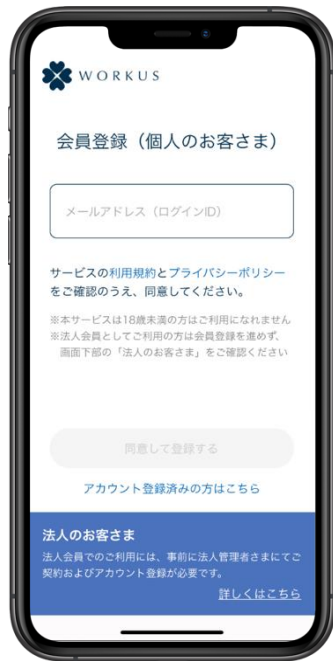 WORKUS
会員登録（個人のお客さま）
メールアドレス（ログインID）
サービスの利用規約とプライバシーポリシー
をご確認のうえ、同意してください。
※本サービスは18歳未満の方はご利用になれません
※法人会員としてご利用の方は会員登録を進めず、
画面下部の「法人のお客さま」をご確認ください
同意して登録する
アカウント登録済みの方はこちら
法人のお客さま
法人会員でのご利用には、事前に法人管理者さまにてご
契約およびアカウント登録が必要です。
詳しくはこちら